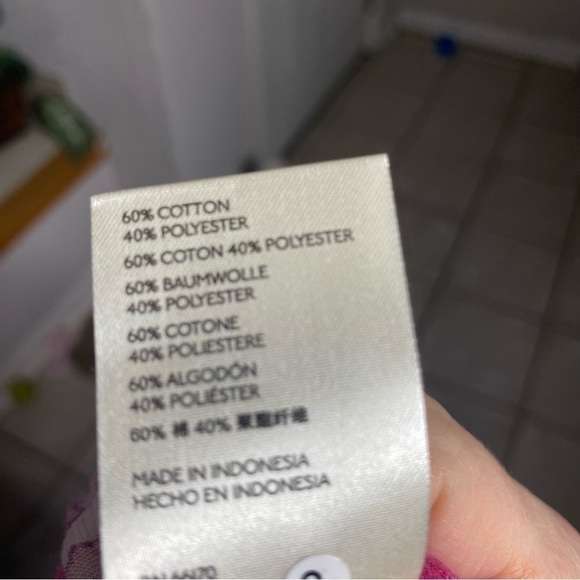 60% COTTON
40% POLYESTER
60% COTON 40% POLYESTER
60% BAUMWOLLE
40% POLYESTER
60% COTONE
40% POLIESTERE
60% ALGODÓN
40% POLIÉSTER
60% 棉 40% 聚酯纤维
MADE IN INDONESIA
HECHO EN INDONESIA
66170